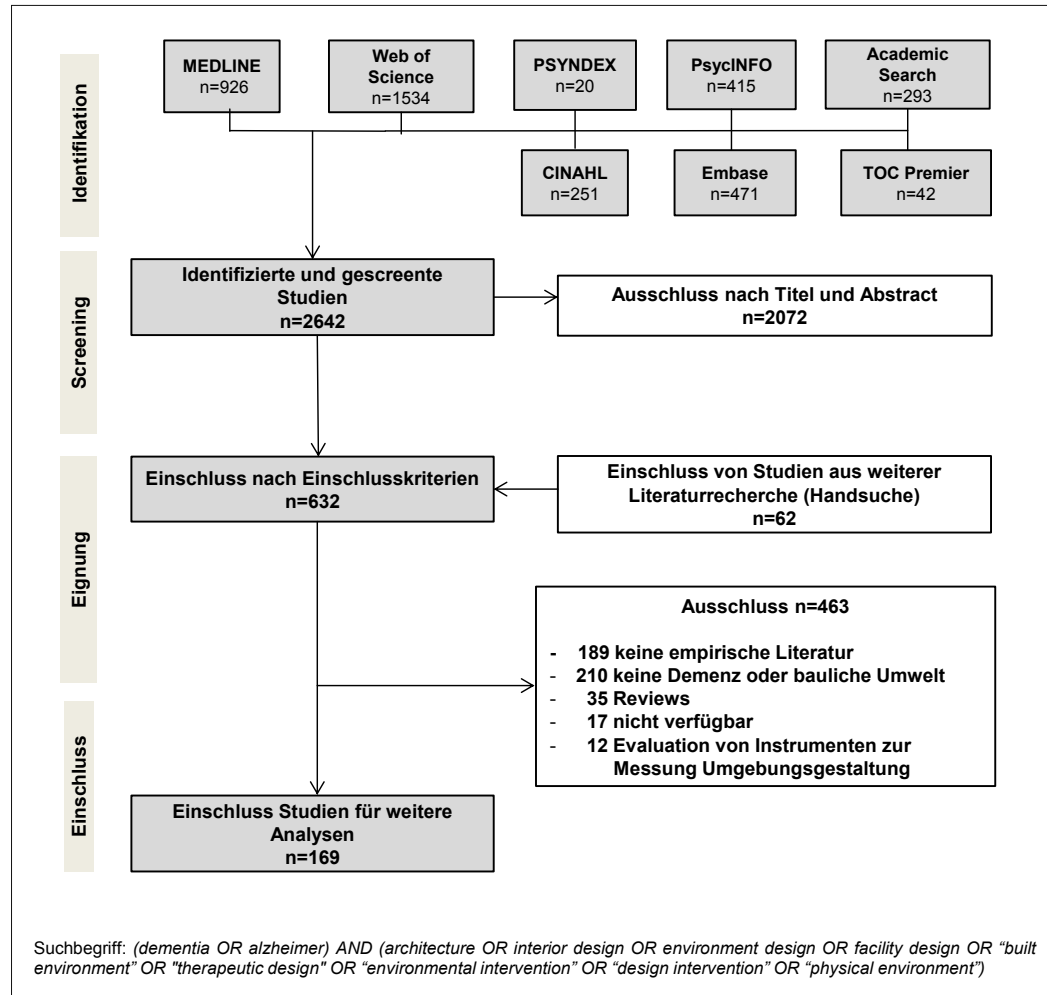 Identifikation
MEDLINE
n=926
Web of
Science
n=1534
PSYNDEX
n=20
PsycINFO
n=415
Academic
Search
n=293
CINAHL
n=251
Embase
n=471
TOC Premier
n=42
Screening
Identifizierte und gescreente
Studien
n=2642
Ausschluss nach Titel und Abstract
n=2072
Eignung
Einschluss nach Einschlusskriterien
n=632
Einschluss von Studien aus weiterer
Literaturrecherche (Handsuche)
n=62
Ausschluss n=463
- 189 keine empirische Literatur
- 210 keine Demenz oder bauliche Umwelt
- 35 Reviews
- 17 nicht verfügbar
- 12 Evaluation von Instrumenten zur
Messung Umgebungsgestaltung
Einschluss
Einschluss Studien für weitere
Analysen
n=169
Suchbegriff: (dementia OR alzheimer) AND (architecture OR interior design OR environment design OR facility design OR “built
environment” OR "therapeutic design" OR “environmental intervention” OR “design intervention” OR “physical environment”)